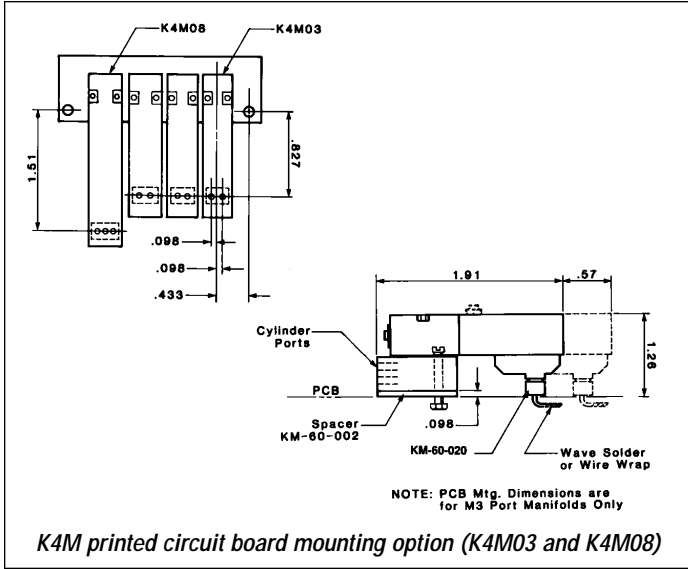 K4M08
K4M03
1.51
.827
.098
.098
.433
1.91
.57
1.26
Cylinder
Ports
PCB
Spacer
KM-60-002
.098
KM-60-020
Wave Solder
or Wire Wrap
NOTE: PCB Mtg. Dimensions are
for M3 Port Manifolds Only
K4M printed circuit board mounting option (K4M03 and K4M08)